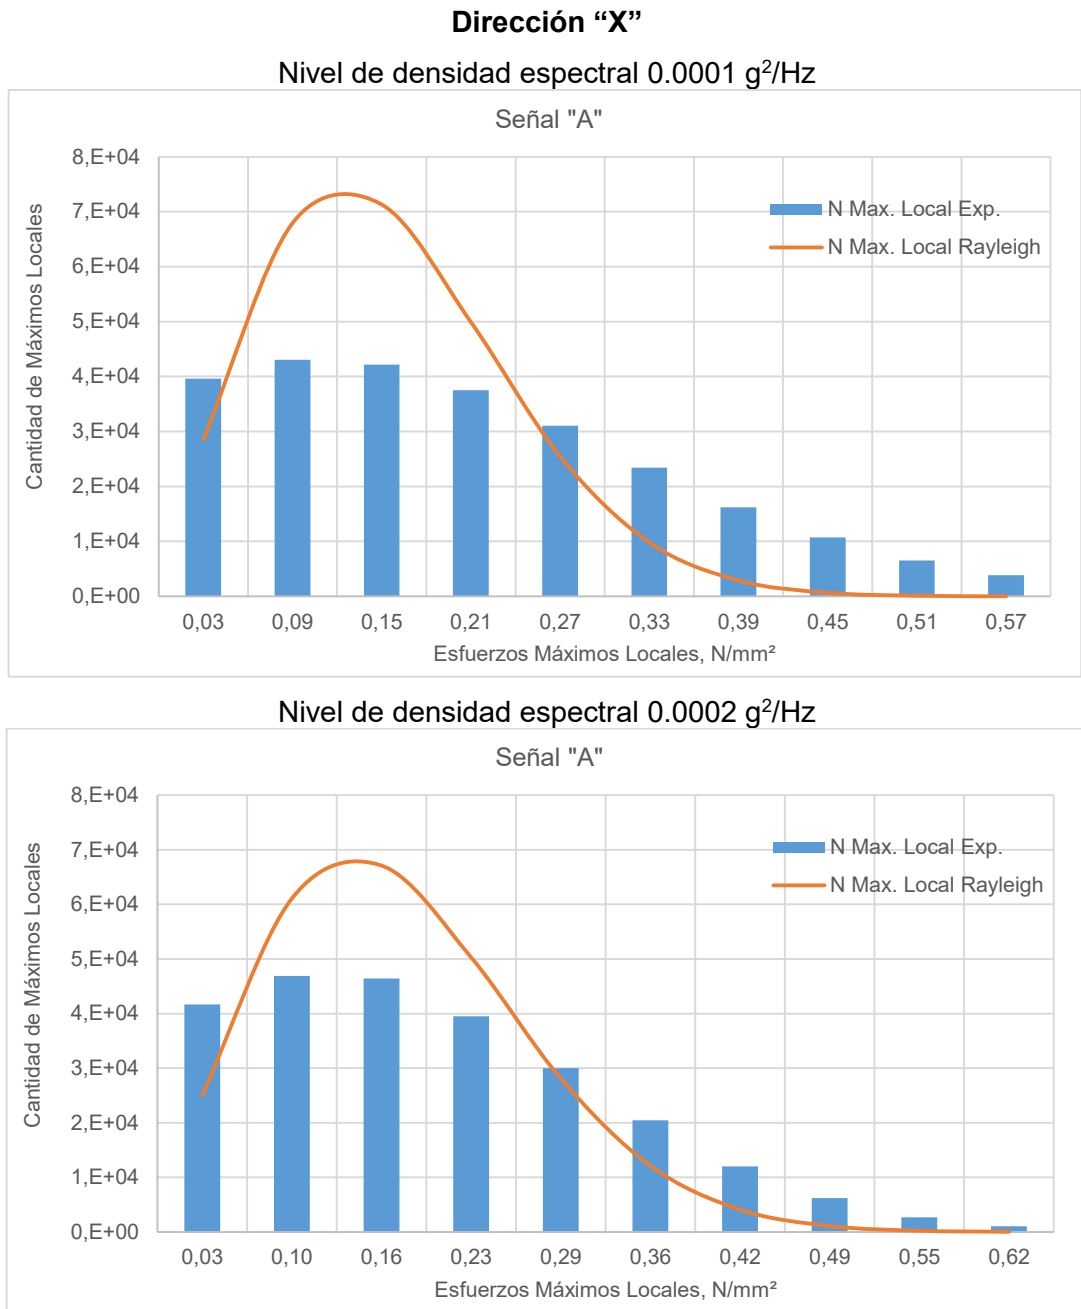 Dirección “X”
Nivel de densidad espectral 0.0001 g²/Hz
Señal "A"
Cantidad de Máximos Locales
8,E+04
7,E+04
6,E+04
5,E+04
4,E+04
3,E+04
2,E+04
1,E+04
0,E+00
N Max. Local Exp.
N Max. Local Rayleigh
0,03 0,09 0,15 0,21 0,27 0,33 0,39 0,45 0,51 0,57
Esfuerzos Máximos Locales, N/mm²
Nivel de densidad espectral 0.0002 g²/Hz
Señal "A"
Cantidad de Máximos Locales
8,E+04
7,E+04
6,E+04
5,E+04
4,E+04
3,E+04
2,E+04
1,E+04
0,E+00
N Max. Local Exp.
N Max. Local Rayleigh
0,03 0,10 0,16 0,23 0,29 0,36 0,42 0,49 0,55 0,62
Esfuerzos Máximos Locales, N/mm²